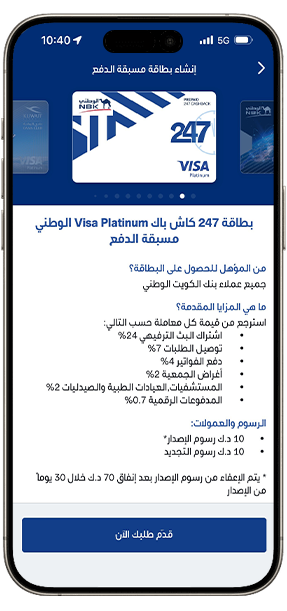 10:40
5G
إنشاء بطاقة مسبقة الدفع
الوطني
NBK
PREPAID
247 CASHBACK
247
VISA
Platinum
بطاقة 247 كاش باك Visa Platinum الوطني
مسبقة الدفع
من المؤهل للحصول على البطاقة؟
جميع عملاء بنك الكويت الوطني
ما هي المزايا المقدمة؟
استرجع من قيمة كل معاملة حسب التالي:
• اشتراك البث الترفيهي 24%
• توصيل الطلبات 7%
• دفع الفواتير 4%
• أغراض الجمعية 2%
• المستشفيات,العيادات الطبية والصيدليات 2%
• المدفوعات الرقمية 0.7%
الرسوم والعمولات:
• 10 د.ك رسوم الإصدار*
• 10 د.ك رسوم التجديد
* يتم الإعفاء من رسوم الإصدار بعد إنفاق 70 د.ك خلال 30 يوماً
من الإصدار
قدّم طلبك الآن